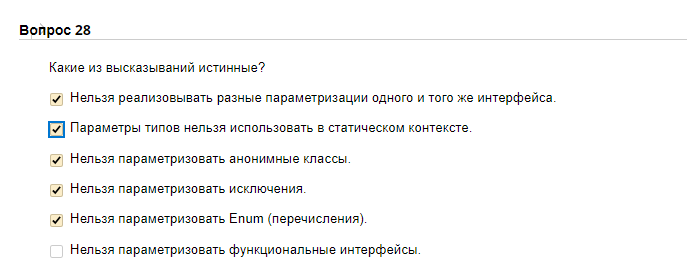 Вопрос 28
Какие из высказываний истинные?
Нельзя реализовывать разные параметризации одного и того же интерфейса.
Параметры типов нельзя использовать в статическом контексте.
Нельзя параметризовать анонимные классы.
Нельзя параметризовать исключения.
Нельзя параметризовать Enum (перечисления).
Нельзя параметризовать функциональные интерфейсы.